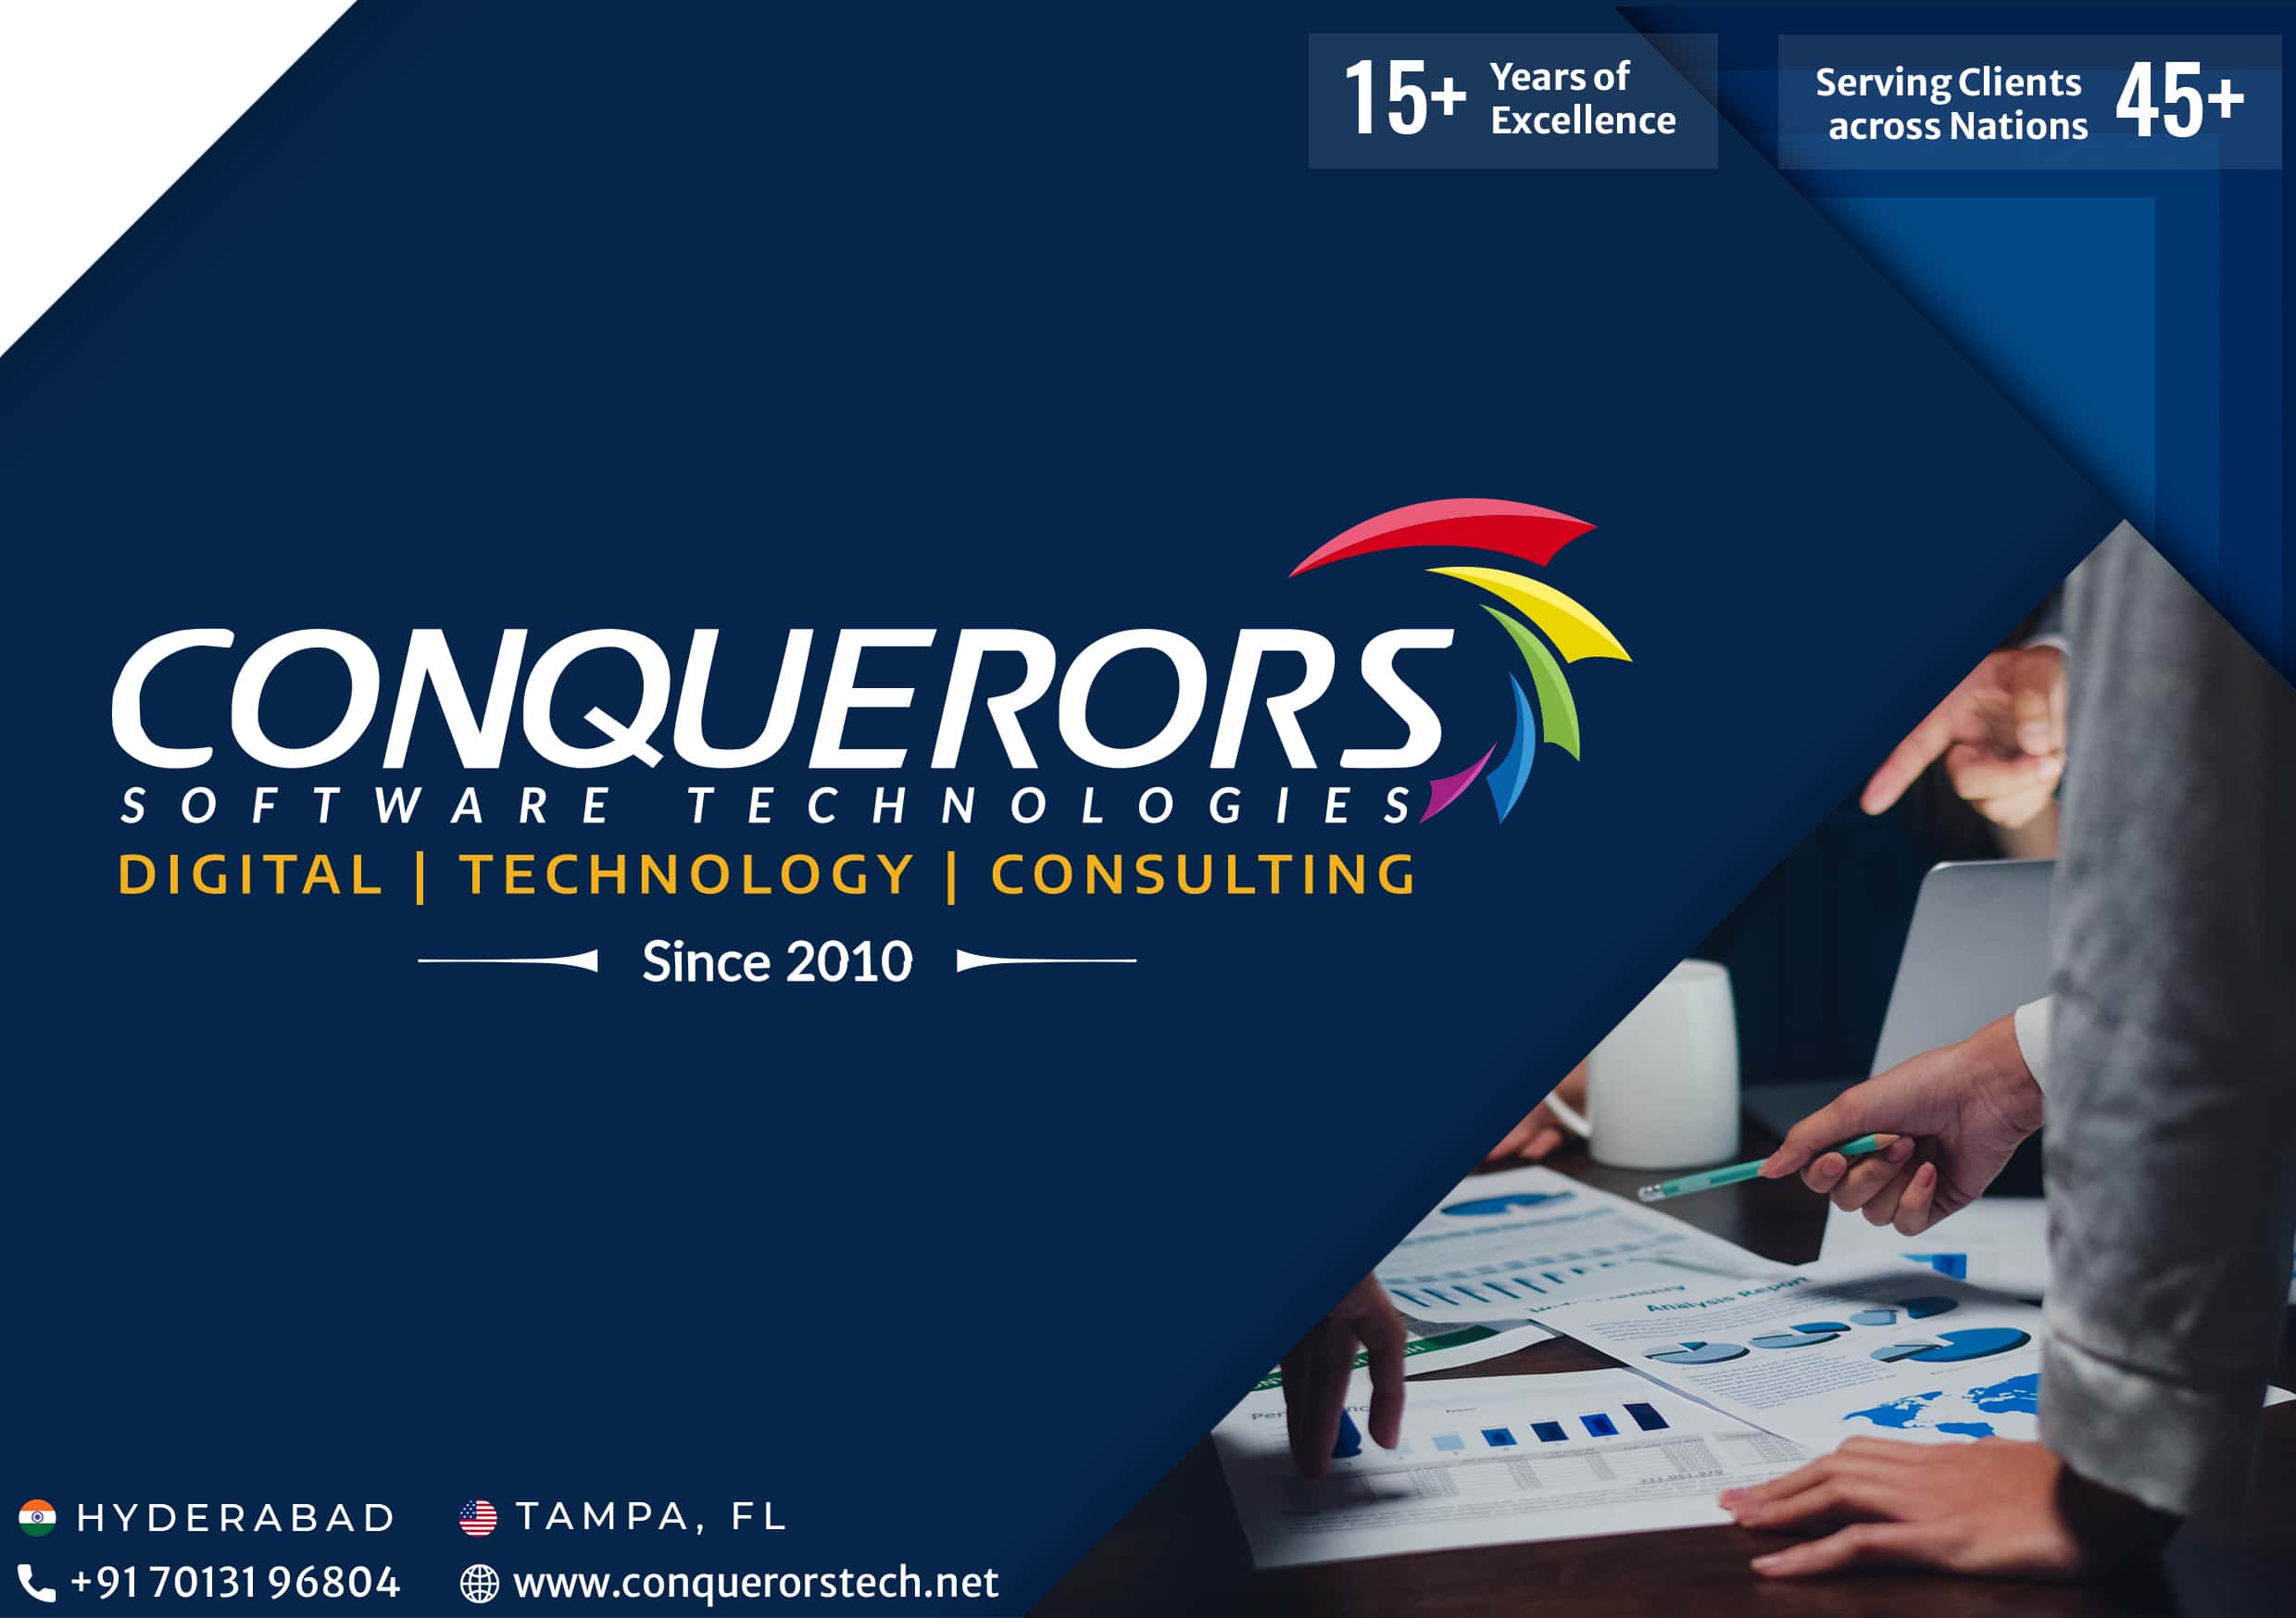 15+ Years of
Excellence
Serving Clients
across Nations 45+
CONQUERORS
SOFTWARE TECHNOLOGIES
DIGITAL | TECHNOLOGY | CONSULTING
Since 2010
Analysis Report
HYDERABAD
TAMPA, FL
+91 70131 96804
www.conquerorstech.net